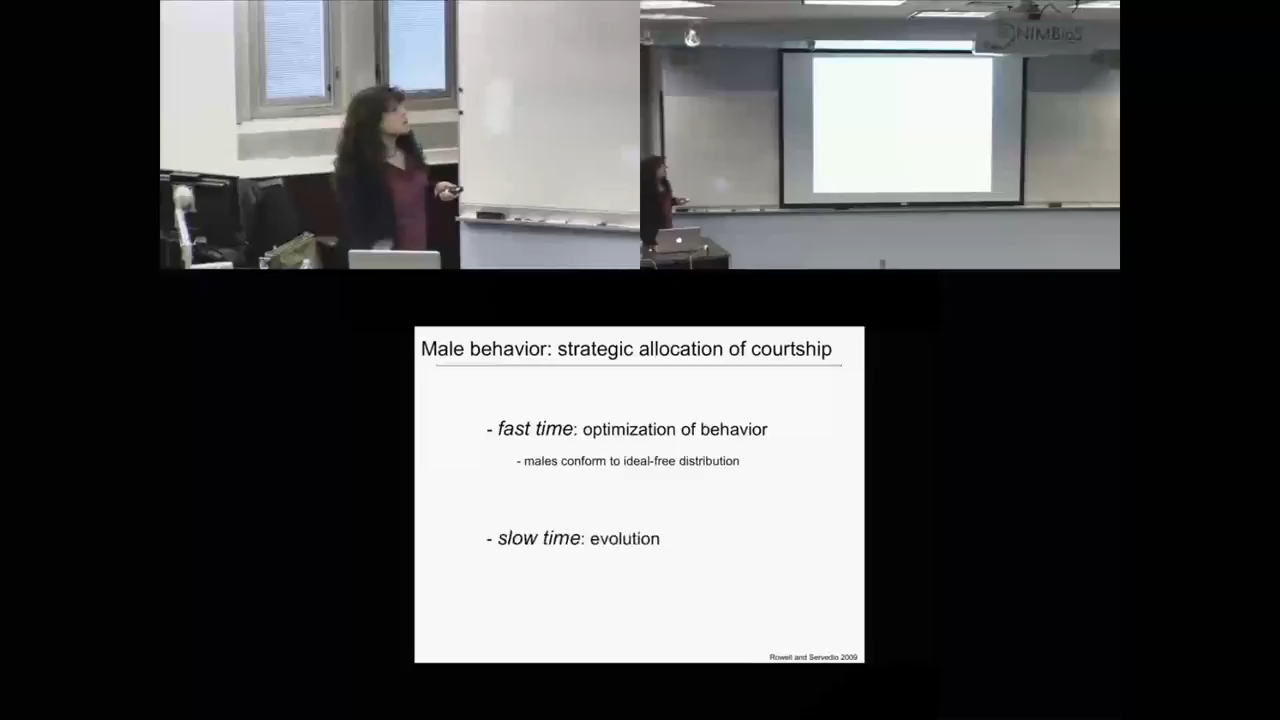 NIMBioS
Male behavior: strategic allocation of courtship
- fast time: optimization of behavior
- males conform to ideal-free distribution
- slow time: evolution
Rowell and Servedio 2009